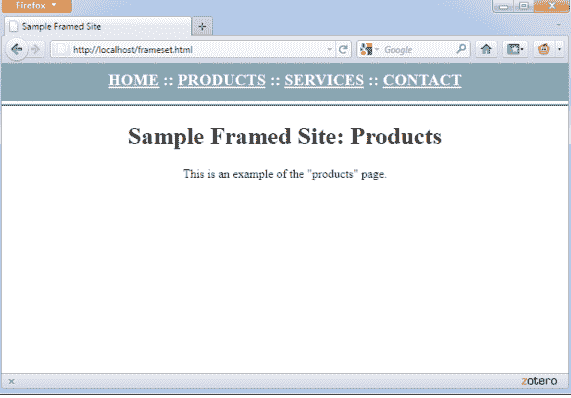 Firefox
Sample Framed Site
http://localhost/frameset.html
Google
HOME :: PRODUCTS :: SERVICES :: CONTACT
Sample Framed Site: Products
This is an example of the "products" page.
zotero